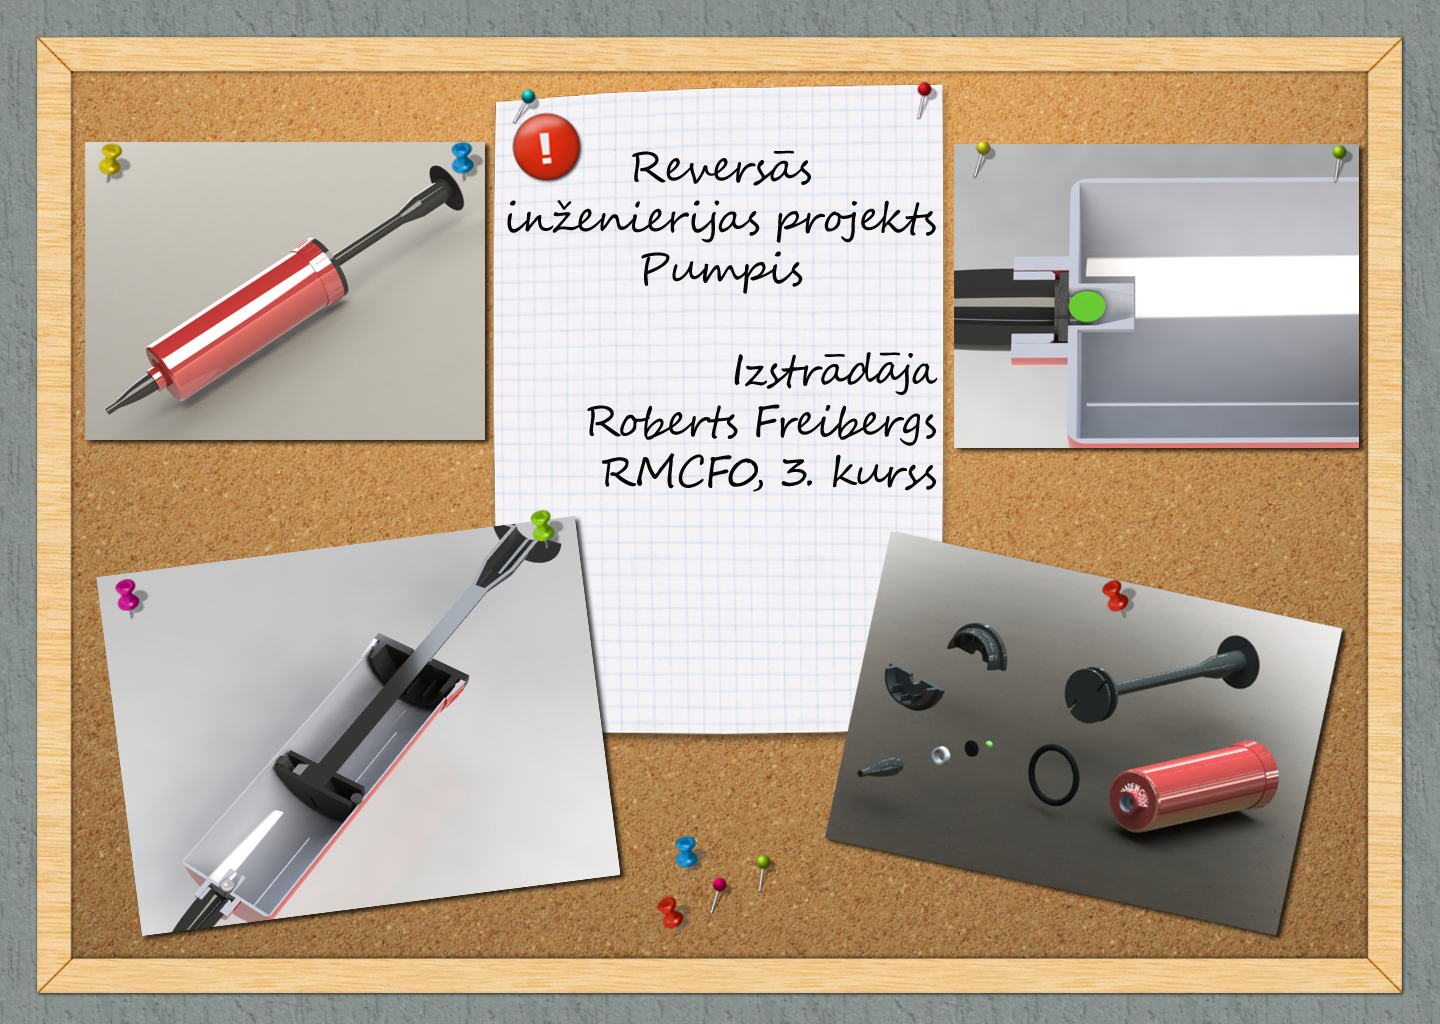 Reversās
inženierijas projekts
Pumpis
Izstrādāja
Roberts Freibergs
RMCFO, 3. kurss